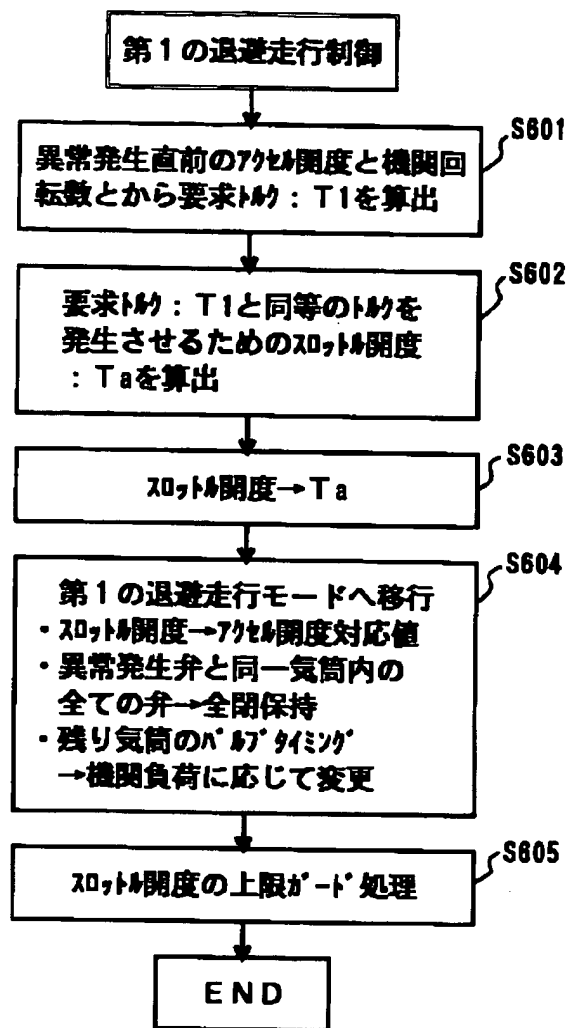 第1の退避走行制御
S601
異常発生直前のｱｸｾﾙ開度と機関回
転数とから要求ﾄﾙｸ：T1を算出
S602
要求ﾄﾙｸ：T1と同等のﾄﾙｸを
発生させるためのｽﾛｯﾄﾙ開度
：Taを算出
S603
ｽﾛｯﾄﾙ開度→Ta
S604
第1の退避走行モードへ移行
・ｽﾛｯﾄﾙ開度→ｱｸｾﾙ開度対応値
・異常発生弁と同一気筒内の
全ての弁→全閉保持
・残り気筒のﾊﾞﾙﾌﾞﾀｲﾐﾝｸﾞ
→機関負荷に応じて変更
S605
ｽﾛｯﾄﾙ開度の上限ｶﾞｰﾄﾞ処理
END